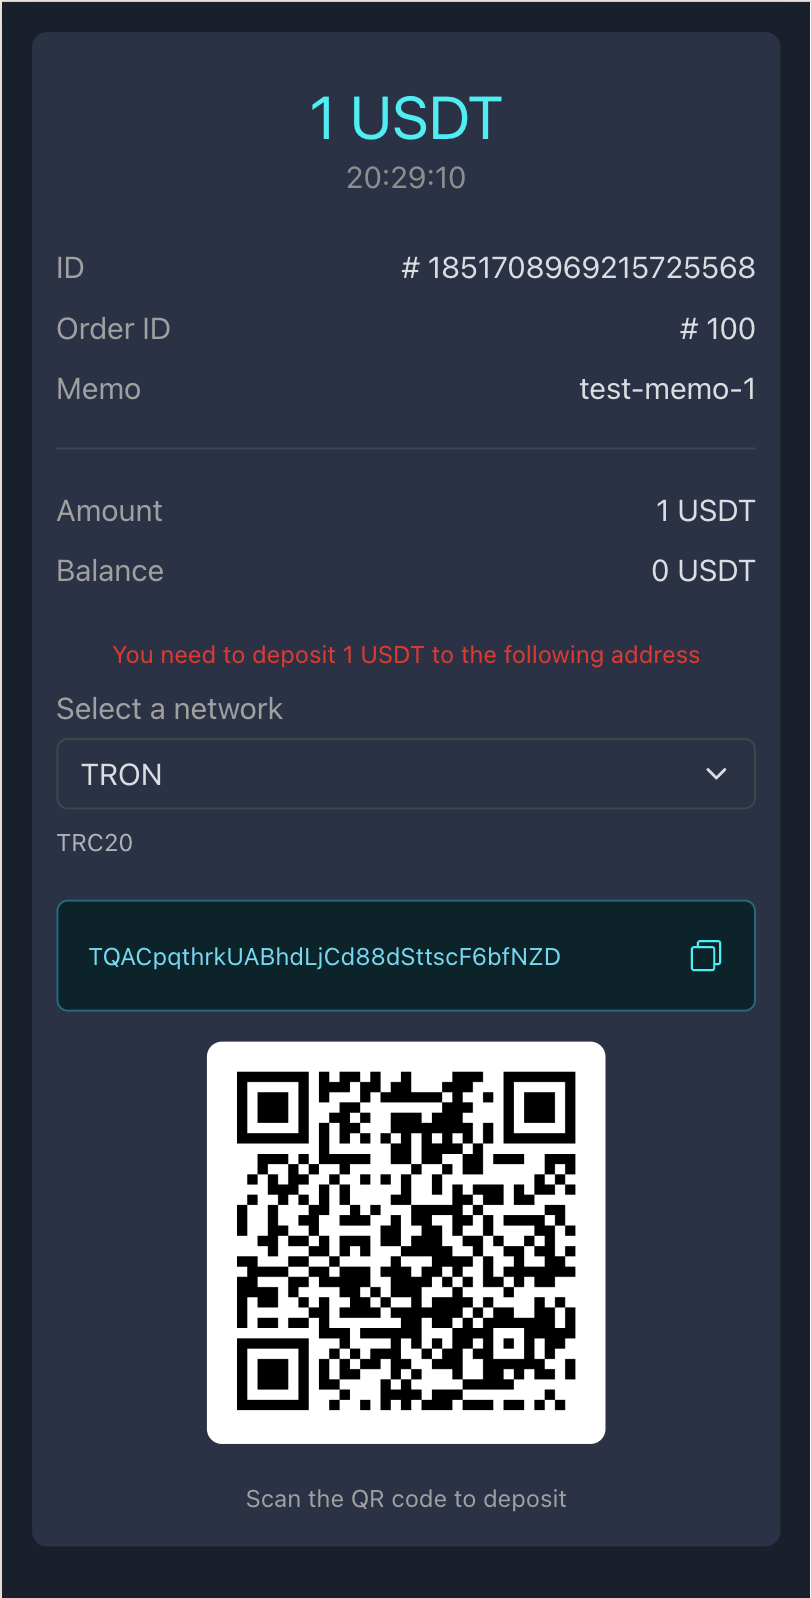 1 USDT
20:29:10
ID # 1851708969215725568
Order ID # 100
Memo test-memo-1
Amount 1 USDT
Balance 0 USDT
You need to deposit 1 USDT to the following address
Select a network
TRON
TRC20
TQACpqthrkUABhdLjCd88dSttscF6bfNZD
Scan the QR code to deposit